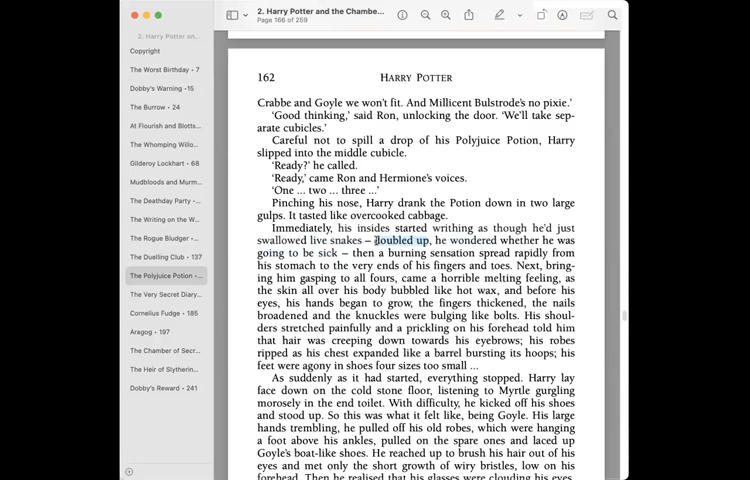 2. Harry Potter and the Chambe...
Page 166 of 259
2. Harry Potter an...
Copyright
The Worst Birthday • 7
Dobby's Warning • 15
The Burrow • 24
At Flourish and Blotts...
The Whomping Willo...
Gilderoy Lockhart • 68
Mudbloods and Murm...
The Deathday Party...
The Writing on the W...
The Rogue Bludger •...
The Duelling Club • 137
The Polyjuice Potion •...
The Very Secret Diary...
Cornelius Fudge • 185
Aragog • 197
The Chamber of Secr...
The Heir of Slytherin...
Dobby's Reward • 241
162 HARRY POTTER
Crabbe and Goyle we won't fit. And Millicent Bulstrode's no pixie.'
'Good thinking,' said Ron, unlocking the door. 'We'll take sep-
arate cubicles.'
Careful not to spill a drop of his Polyjuice Potion, Harry
slipped into the middle cubicle.
'Ready?' he called.
'Ready,' came Ron and Hermione's voices.
'One ... two ... three ...'
Pinching his nose, Harry drank the Potion down in two large
gulps. It tasted like overcooked cabbage.
Immediately, his insides started writhing as though he'd just
swallowed live snakes – doubled up, he wondered whether he was
going to be sick – then a burning sensation spread rapidly from
his stomach to the very ends of his fingers and toes. Next, bring-
ing him gasping to all fours, came a horrible melting feeling, as
the skin all over his body bubbled like hot wax, and before his
eyes, his hands began to grow, the fingers thickened, the nails
broadened and the knuckles were bulging like bolts. His shoul-
ders stretched painfully and a prickling on his forehead told him
that hair was creeping down towards his eyebrows; his robes
ripped as his chest expanded like a barrel bursting its hoops; his
feet were agony in shoes four sizes too small ...
As suddenly as it had started, everything stopped. Harry lay
face down on the cold stone floor, listening to Myrtle gurgling
morosely in the end toilet. With difficulty, he kicked off his shoes
and stood up. So this was what it felt like, being Goyle. His large
hands trembling, he pulled off his old robes, which were hanging
a foot above his ankles, pulled on the spare ones and laced up
Goyle's boat-like shoes. He reached up to brush his hair out of his
eyes and met only the short growth of wiry bristles, low on his
forehead. Then he realised that his glasses were clouding his eyes,